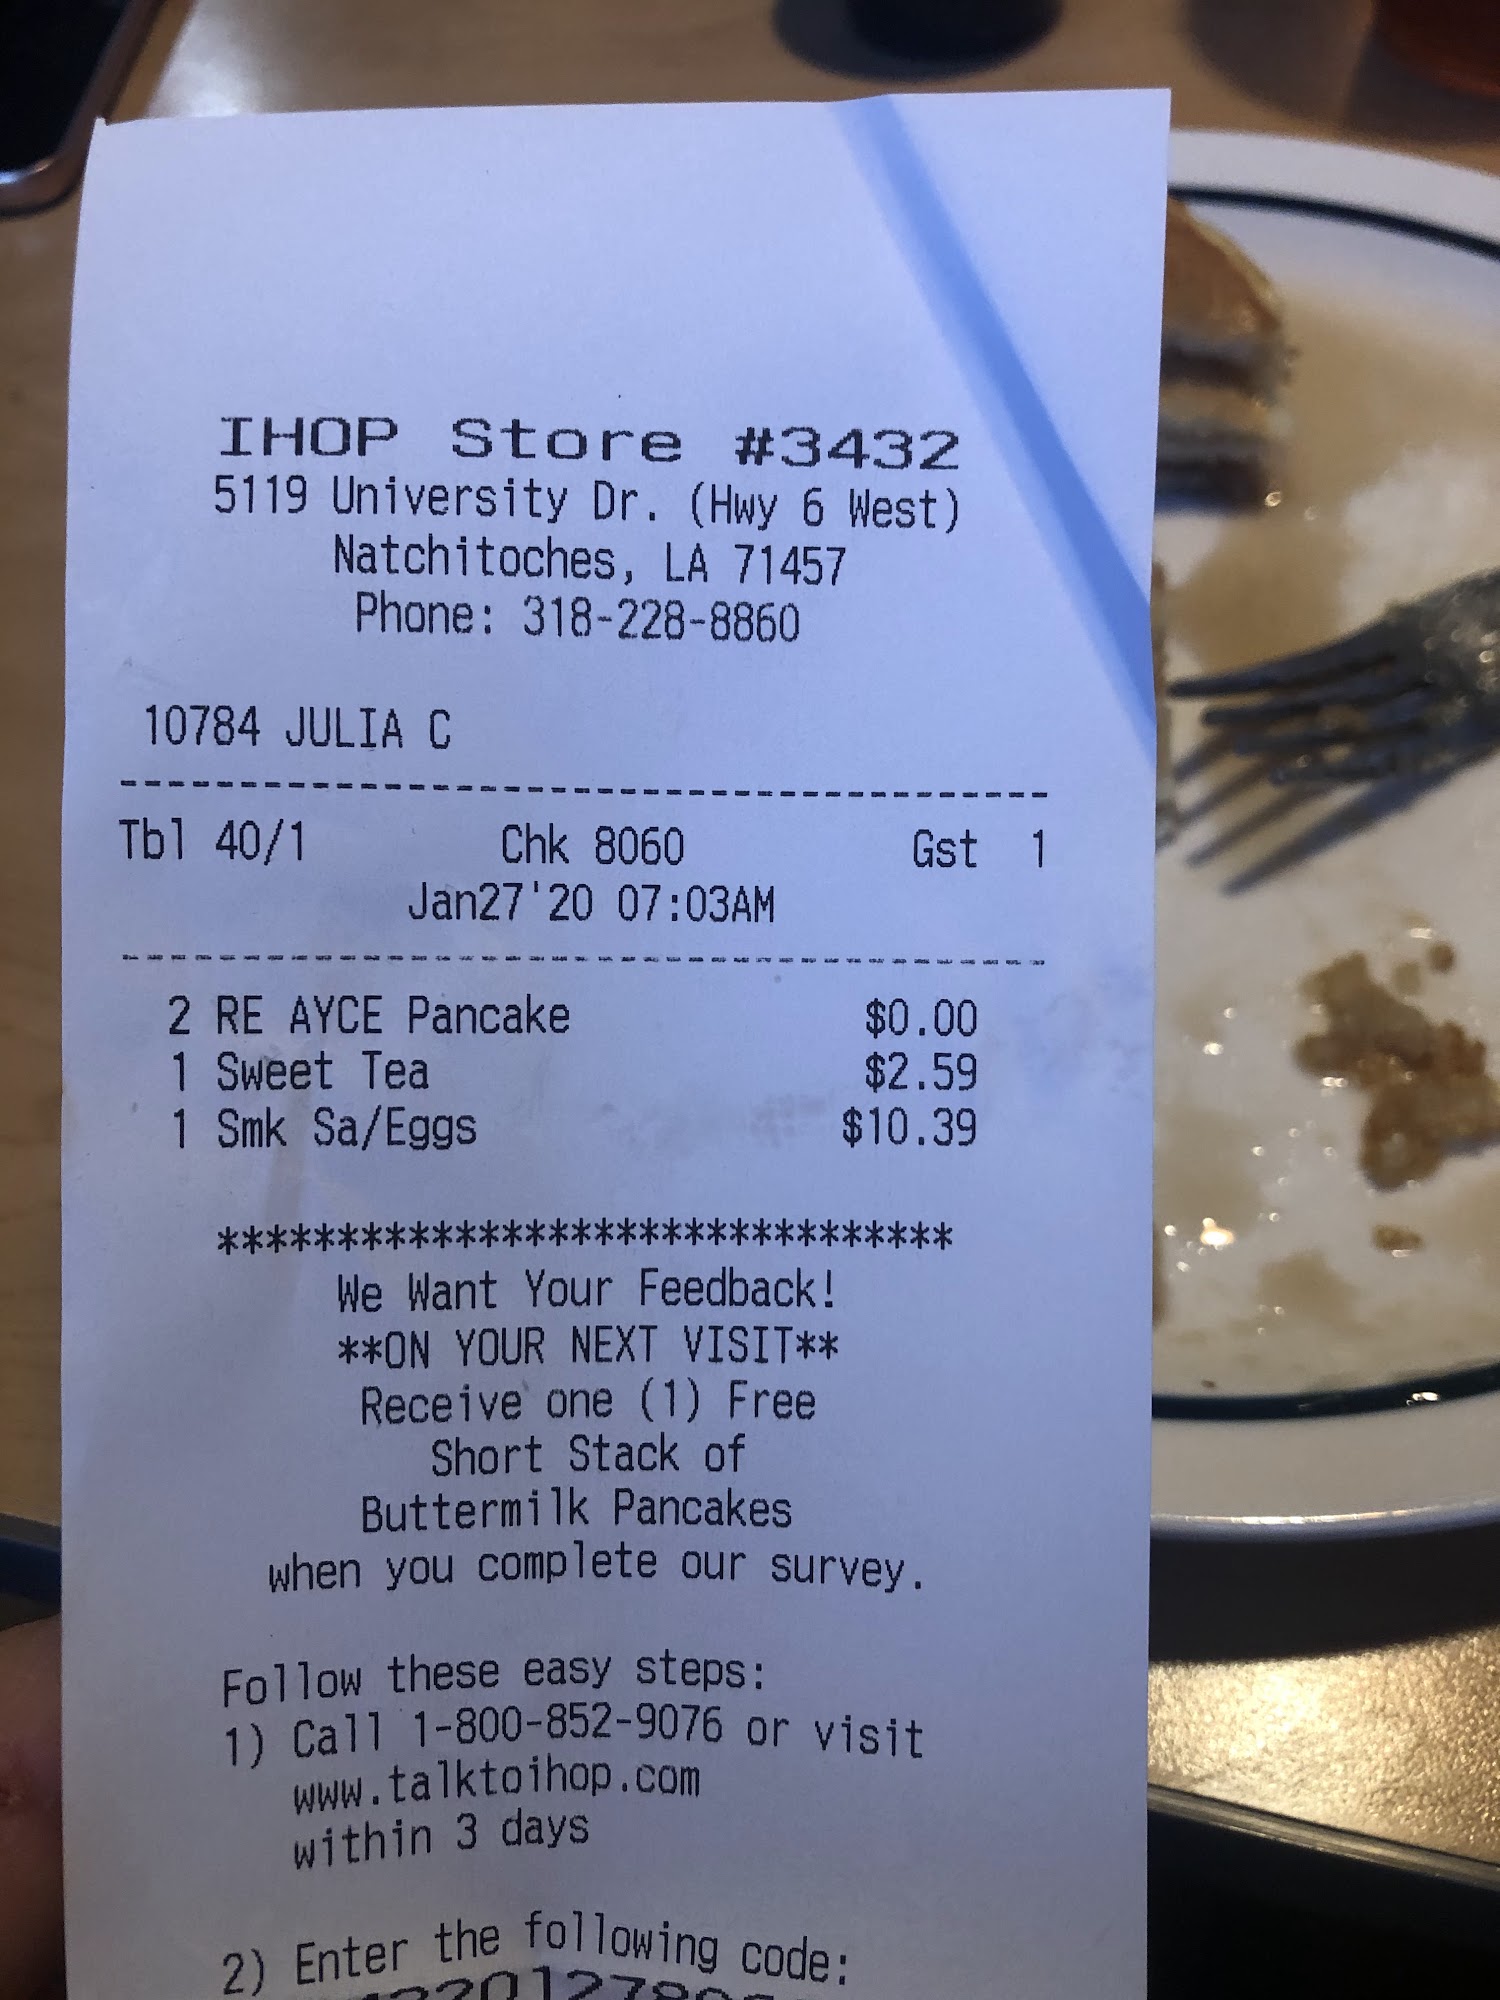 IHOP Store #3432
5119 University Dr. (Hwy 6 West)
Natchitoches, LA 71457
Phone: 318-228-8860
10784 JULIA C
----------------------------------------
Tbl 40/1 Chk 8060 Gst 1
Jan27'20 07:03AM
----------------------------------------
2 RE AYCE Pancake $0.00
1 Sweet Tea $2.59
1 Smk Sa/Eggs $10.39
*******************************
We Want Your Feedback!
**ON YOUR NEXT VISIT**
Receive one (1) Free
Short Stack of
Buttermilk Pancakes
when you complete our survey.
Follow these easy steps:
1) Call 1-800-852-9076 or visit
www.talktoihop.com
within 3 days
2) Enter the following code: